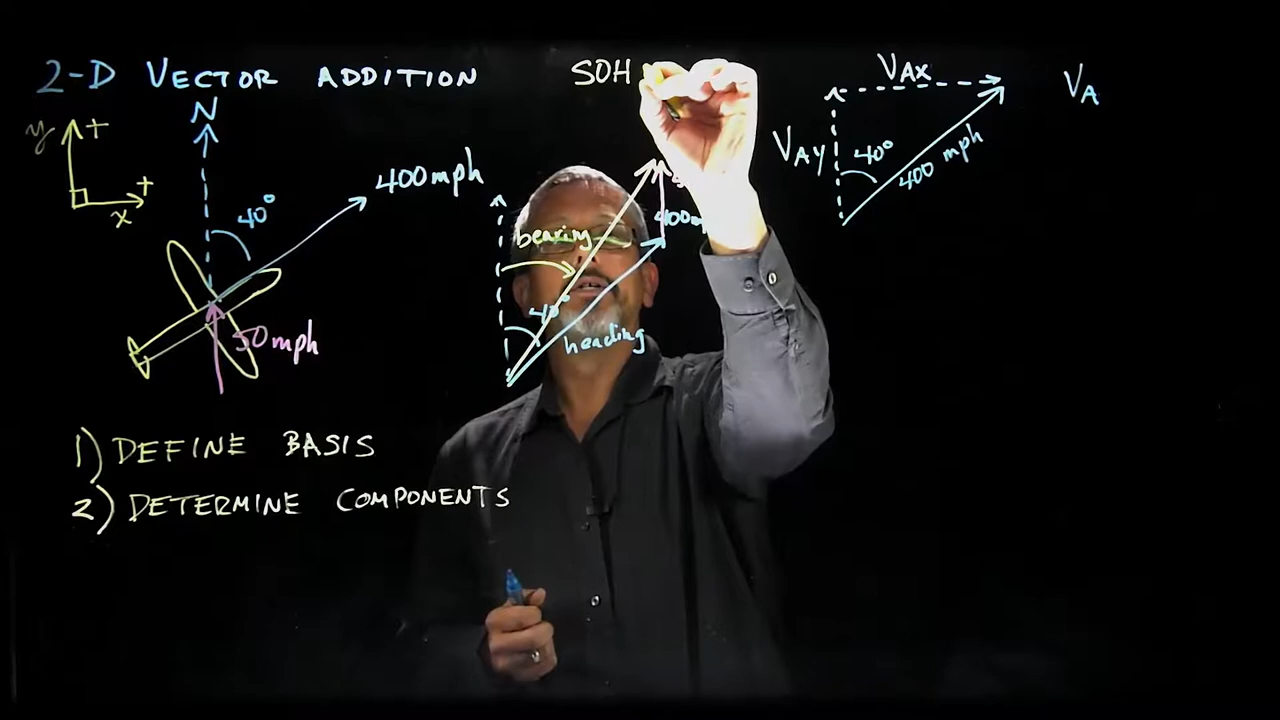 2-D VECTOR ADDITION
SOH
VAX
VA
N
y +
+
x
40°
400mph
50mph
bearing
40°
heading
VAY
40°
400 mph
1) DEFINE BASIS
2) DETERMINE COMPONENTS